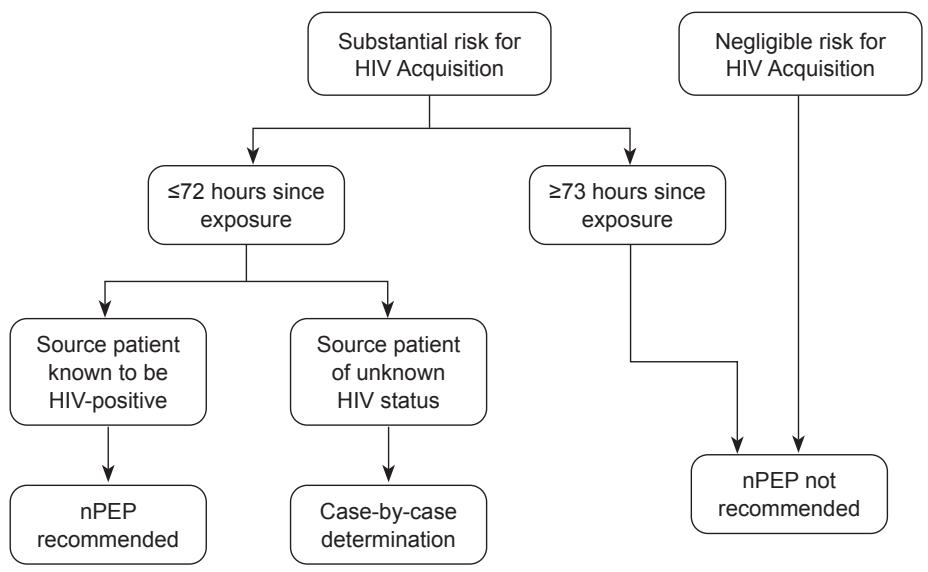 Substantial risk for
HIV Acquisition
Negligible risk for
HIV Acquisition
≤72 hours since
exposure
≥73 hours since
exposure
Source patient
known to be
HIV-positive
Source patient
of unknown
HIV status
nPEP
recommended
Case-by-case
determination
nPEP not
recommended